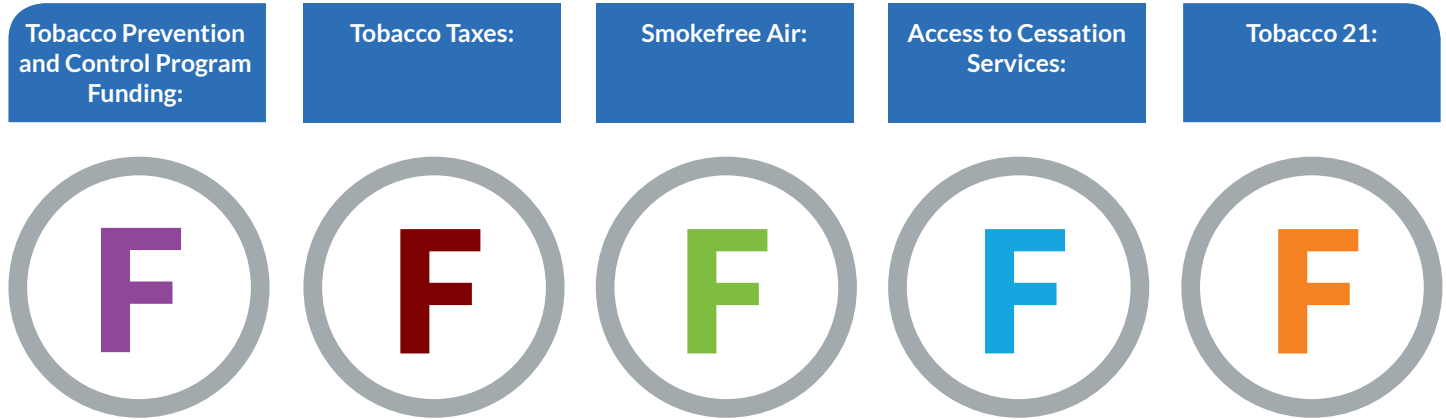 Tobacco Prevention
and Control Program
Funding:
Tobacco Taxes:
Smokefree Air:
Access to Cessation
Services:
Tobacco 21:
F
F
F
F
F